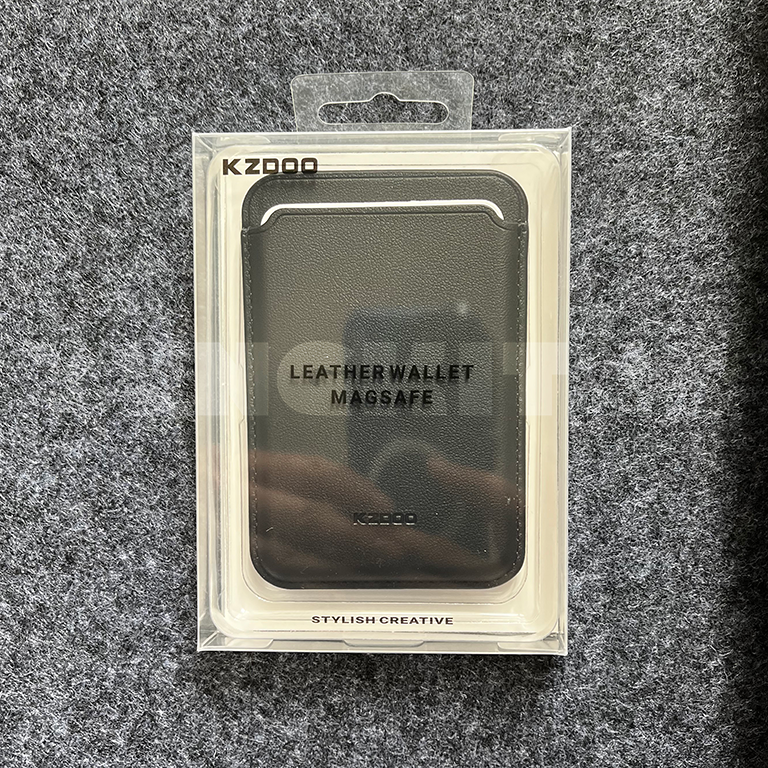 KZDOO
LEATHER WALLET
MAGSAFE
KZDOO
STYLISH CREATIVE